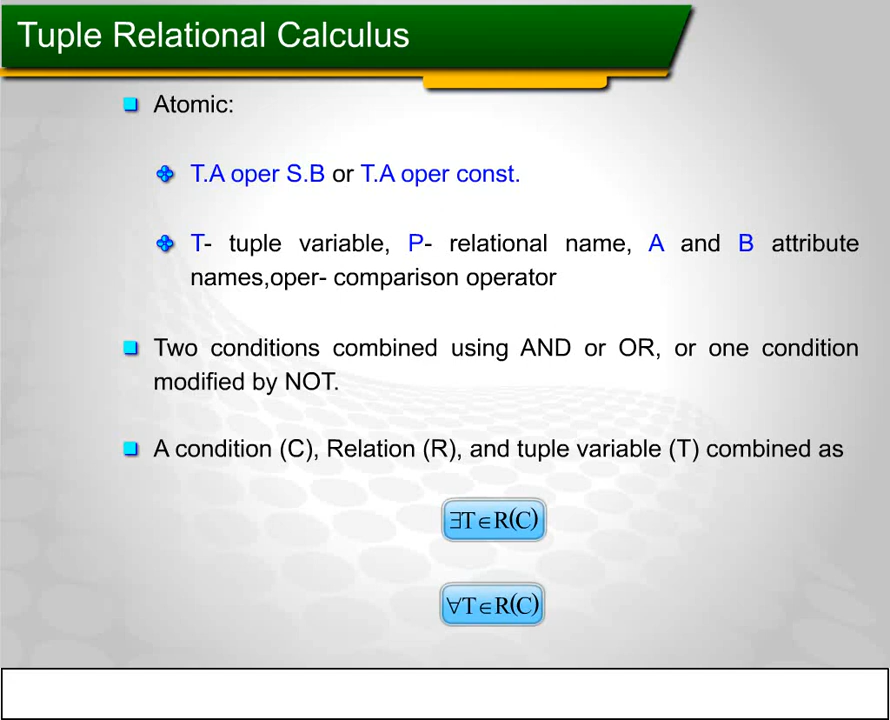 Tuple Relational Calculus
Atomic:
T.A oper S.B or T.A oper const.
T- tuple variable, P- relational name, A and B attribute
names,oper- comparison operator
Two conditions combined using AND or OR, or one condition
modified by NOT.
A condition (C), Relation (R), and tuple variable (T) combined as
∃T∈R(C)
∀T∈R(C)